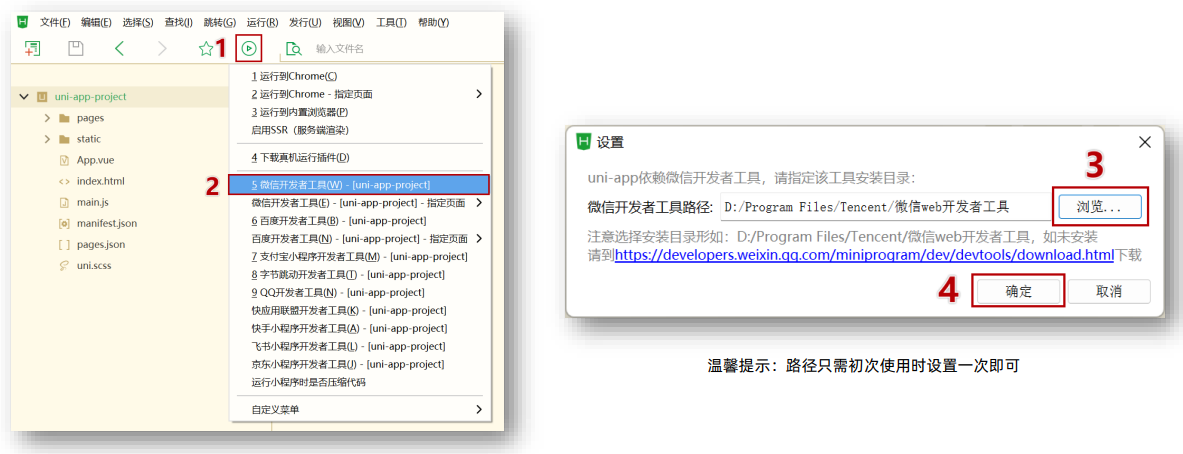 文件(F) 编辑(E) 选择(S) 查找(I) 跳转(G) 运行(R) 发行(U) 视图(V) 工具(T) 帮助(Y)
1
输入文件名
uni-app-project
pages
static
App.vue
index.html
main.js
manifest.json
pages.json
uni.scss
1 运行到Chrome(C)
2 运行到Chrome - 指定页面
3 运行到内置浏览器(P)
启用SSR（服务端渲染）
4 下载真机运行插件(D)
2
5 微信开发者工具(W) - [uni-app-project]
微信开发者工具(E) - [uni-app-project] - 指定页面
6 百度开发者工具(B) - [uni-app-project]
百度开发者工具(N) - [uni-app-project] - 指定页面
7 支付宝小程序开发者工具(M) - [uni-app-project]
8 字节跳动开发者工具(T) - [uni-app-project]
9 QQ开发者工具(N) - [uni-app-project]
快应用联盟开发者工具(K) - [uni-app-project]
快手小程序开发者工具(A) - [uni-app-project]
飞书小程序开发者工具(L) - [uni-app-project]
京东小程序开发者工具(J) - [uni-app-project]
运行小程序时是否压缩代码
自定义菜单
设置
uni-app依赖微信开发者工具，请指定该工具安装目录：
3
微信开发者工具路径: D:/Program Files/Tencent/微信web开发者工具 浏览...
注意选择安装目录形如：D:/Program Files/Tencent/微信web开发者工具，如未安装
请到https://developers.weixin.qq.com/miniprogram/dev/devtools/download.html下载
4 确定 取消
温馨提示：路径只需初次使用时设置一次即可